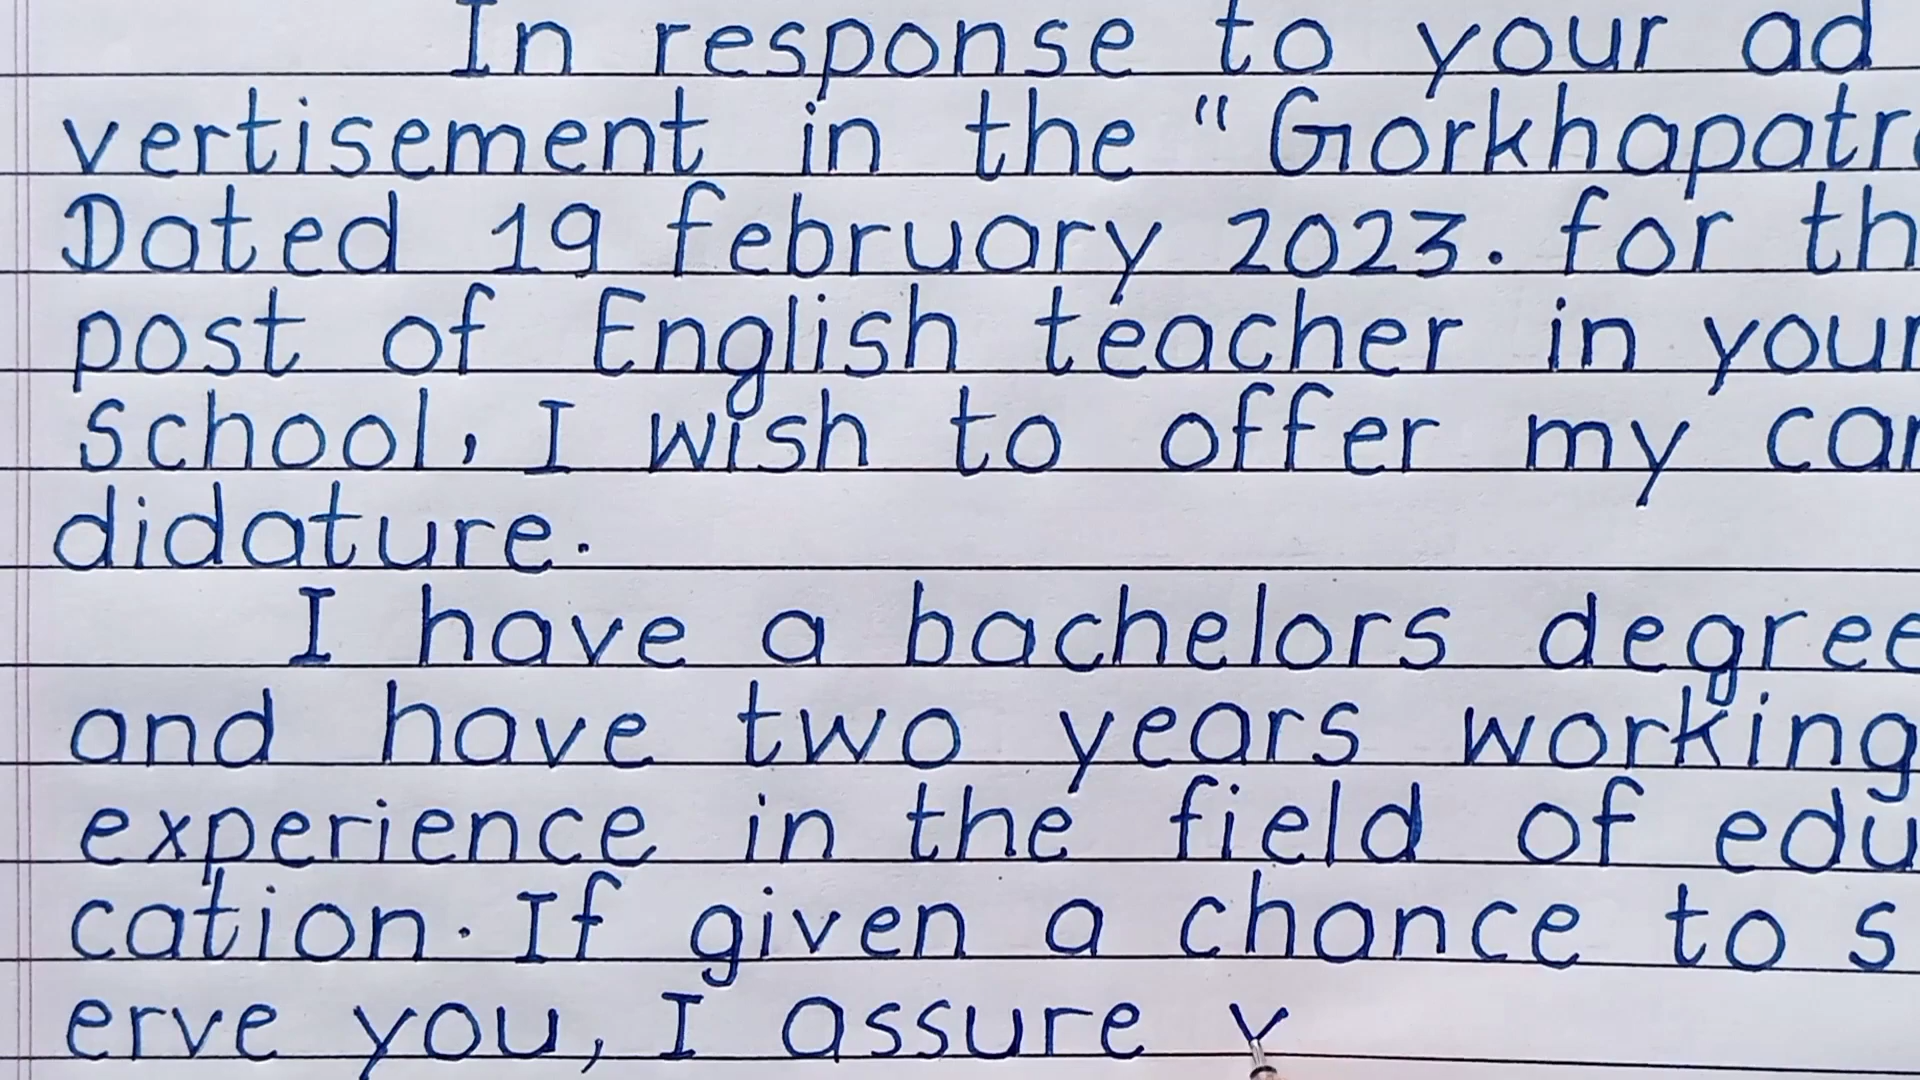 In response to your ad
vertisement in the "Gorkhapatr
Dated 19 february 2023. for th
post of English teacher in your
school, I wish to offer my can
didature.
I have a bachelors degree
and have two years working
experience in the field of edu
cation. If given a chance to s
erve you, I assure y